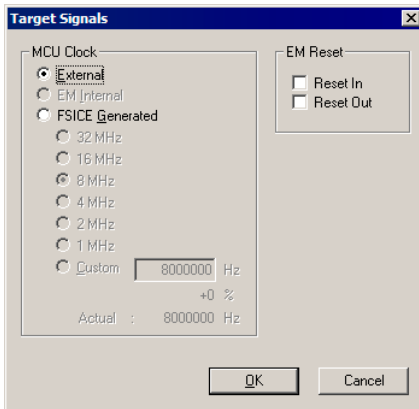 Target Signals
MCU Clock
External
EM Internal
FSICE Generated
32 MHz
16 MHz
8 MHz
4 MHz
2 MHz
1 MHz
Custom 8000000 Hz
+0 %
Actual : 8000000 Hz
EM Reset
Reset In
Reset Out
OK Cancel